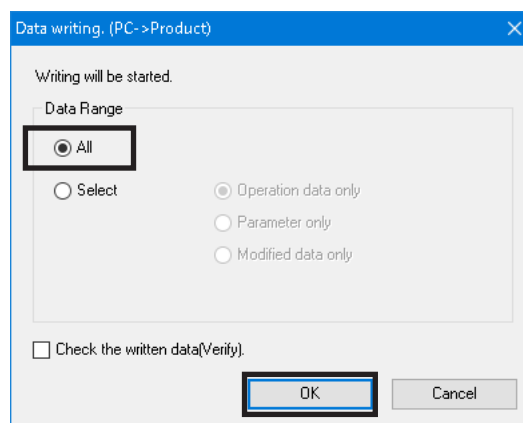 Data writing. (PC->Product)
Writing will be started.
Data Range
All
Select
Operation data only
Parameter only
Modified data only
Check the written data(Verify).
OK
Cancel